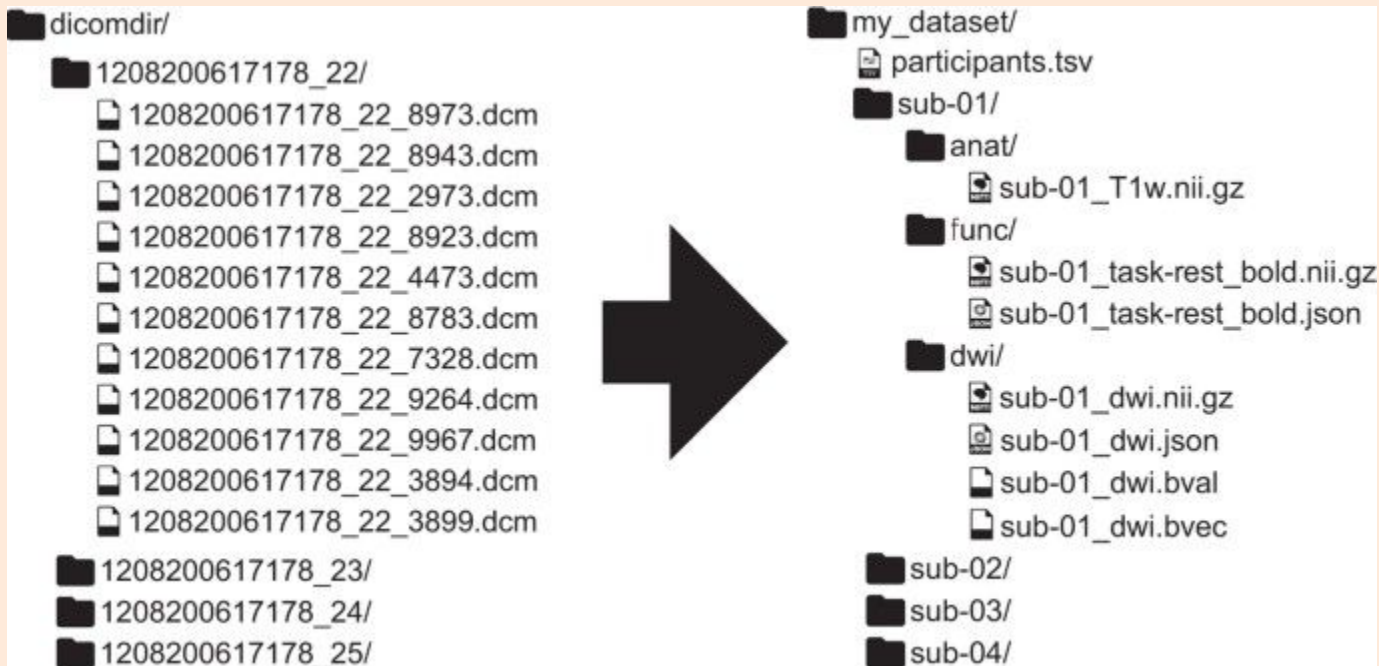 dicomdir/
1208200617178_22/
1208200617178_22_8973.dcm
1208200617178_22_8943.dcm
1208200617178_22_2973.dcm
1208200617178_22_8923.dcm
1208200617178_22_4473.dcm
1208200617178_22_8783.dcm
1208200617178_22_7328.dcm
1208200617178_22_9264.dcm
1208200617178_22_9967.dcm
1208200617178_22_3894.dcm
1208200617178_22_3899.dcm
1208200617178_23/
1208200617178_24/
1208200617178_25/
my_dataset/
participants.tsv
sub-01/
anat/
sub-01_T1w.nii.gz
func/
sub-01_task-rest_bold.nii.gz
sub-01_task-rest_bold.json
dwi/
sub-01_dwi.nii.gz
sub-01_dwi.json
sub-01_dwi.bval
sub-01_dwi.bvec
sub-02/
sub-03/
sub-04/